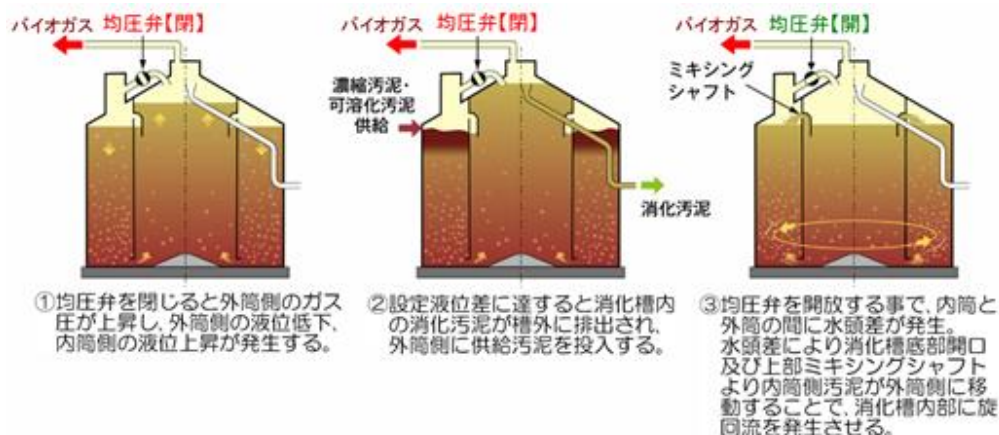 バイオガス 均圧弁【閉】
バイオガス 均圧弁【閉】
濃縮汚泥・
可溶化汚泥
供給
消化汚泥
バイオガス 均圧弁【開】
ミキシング
シャフト
①均圧弁を閉じると外筒側のガス
圧が上昇し、外筒側の液位低下、
内筒側の液位上昇が発生する。
②設定液位差に達すると消化槽内
の消化汚泥が槽外に排出され、
外筒側に供給汚泥を投入する。
③均圧弁を開放する事で、内筒と
外筒の間に水頭差が発生。
水頭差により消化槽底部開口
及び上部ミキシングシャフト
より内筒側汚泥が外筒側に移
動することで、消化槽内部に旋
回流を発生させる。